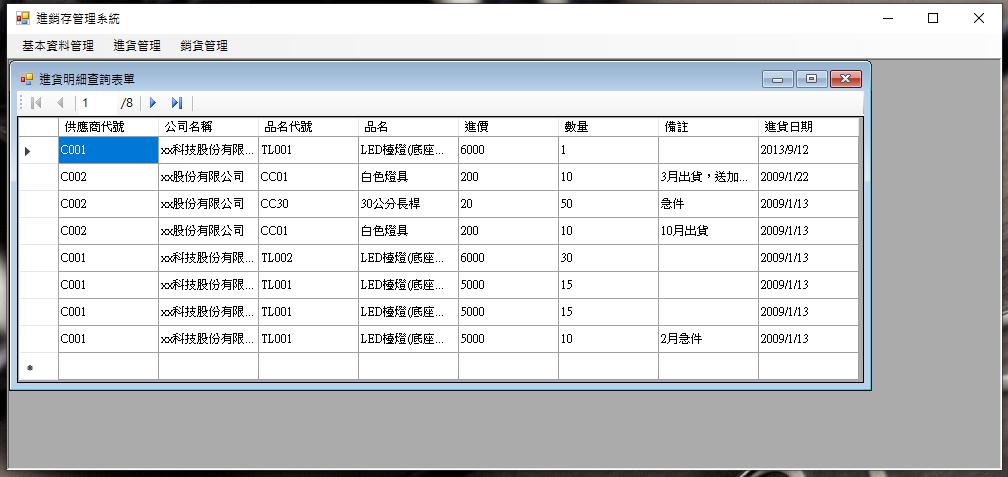 進銷存管理系統
基本資料管理 進貨管理 銷貨管理
進貨明細查詢表單
1 /8
供應商代號 公司名稱 品名代號 品名 進價 數量 備註 進貨日期
C001 xx科技股份有限... TL001 LED檯燈(底座... 6000 1 2013/9/12
C002 xx股份有限公司 CC01 白色燈具 200 10 3月出貨，送加... 2009/1/22
C002 xx股份有限公司 CC30 30公分長桿 20 50 急件 2009/1/13
C002 xx股份有限公司 CC01 白色燈具 200 10 10月出貨 2009/1/13
C001 xx科技股份有限... TL002 LED檯燈(底座... 6000 30 2009/1/13
C001 xx科技股份有限... TL001 LED檯燈(底座... 5000 15 2009/1/13
C001 xx科技股份有限... TL001 LED檯燈(底座... 5000 15 2009/1/13
C001 xx科技股份有限... TL001 LED檯燈(底座... 5000 10 2月急件 2009/1/13